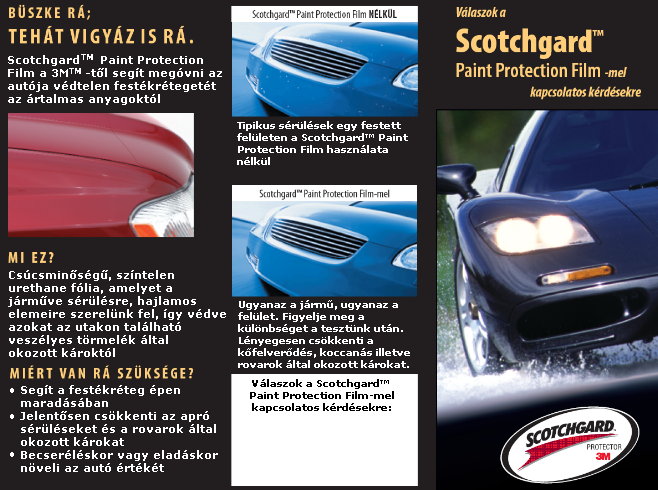 BÜSZKE RÁ;
TEHÁT VIGYÁZ IS RÁ.
Scotchgard™ Paint Protection
Film a 3M™ -től segít megóvni az
autója védtelen festékrétegetét
az ártalmas anyagoktól
MI EZ?
Csúcsminőségű, színtelen
urethane fólia, amelyet a
járműve sérülésre, hajlamos
elemeire szerelünk fel, így védve
azokat az utakon található
veszélyes törmelék által
okozott károktól
MIÉRT VAN RÁ SZÜKSÉGE?
• Segít a festékréteg épen
maradásában
• Jelentősen csökkenti az apró
sérüléseket és a rovarok által
okozott károkat
• Becseréléskor vagy eladáskor
növeli az autó értékét
Scotchgard™ Paint Protection Film NÉLKÜL
Tipikus sérülések egy festett
felületen a Scotchgard™ Paint
Protection Film használata
nélkül
Scotchgard™ Paint Protection Film-mel
Ugyanaz a jármű, ugyanaz a
felület. Figyelje meg a
különbséget a tesztünk után.
Lényegesen csökkenti a
kőfelverődés, koccanás illetve
rovarok által okozott károkat.
Válaszok a Scotchgard™
Paint Protection Film-mel
kapcsolatos kérdésekre:
Válaszok a
Scotchgard™
Paint Protection Film -mel
kapcsolatos kérdésekre
SCOTCHGARD
PROTECTOR
3M